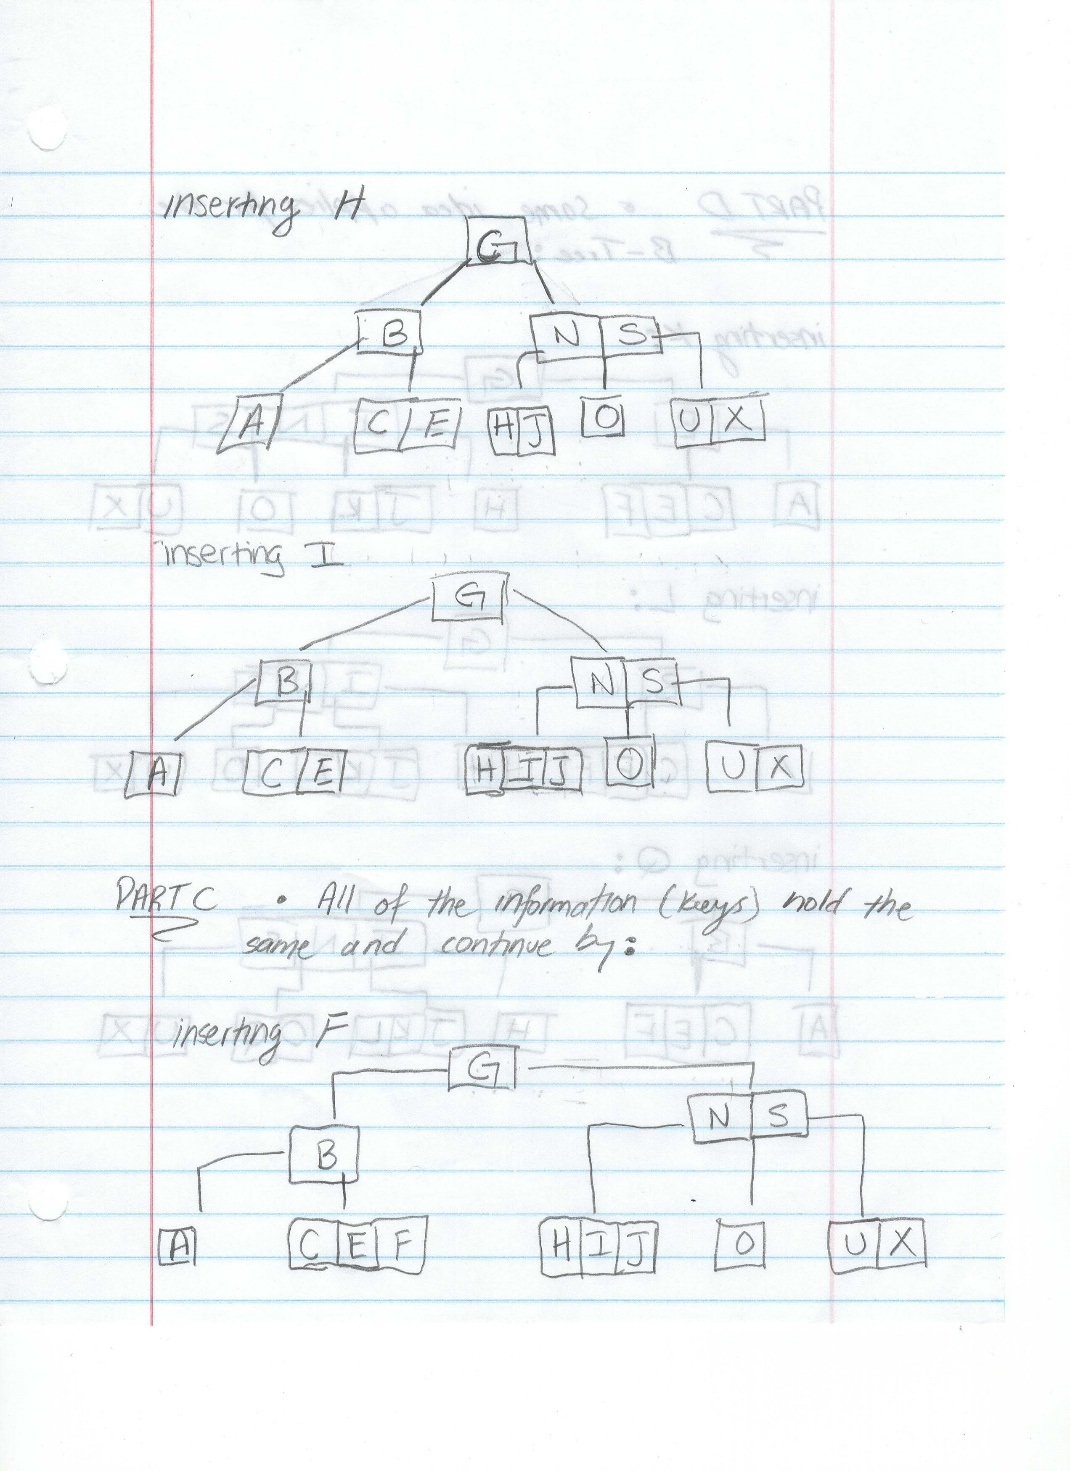 inserting H
G
B N S
A C E H J O U X
inserting I
G
B N S
A C E H I J O U X
PART C • All of the information (keys) hold the
same and continue by:
inserting F
G
N S
B
A C E F H I J O U X